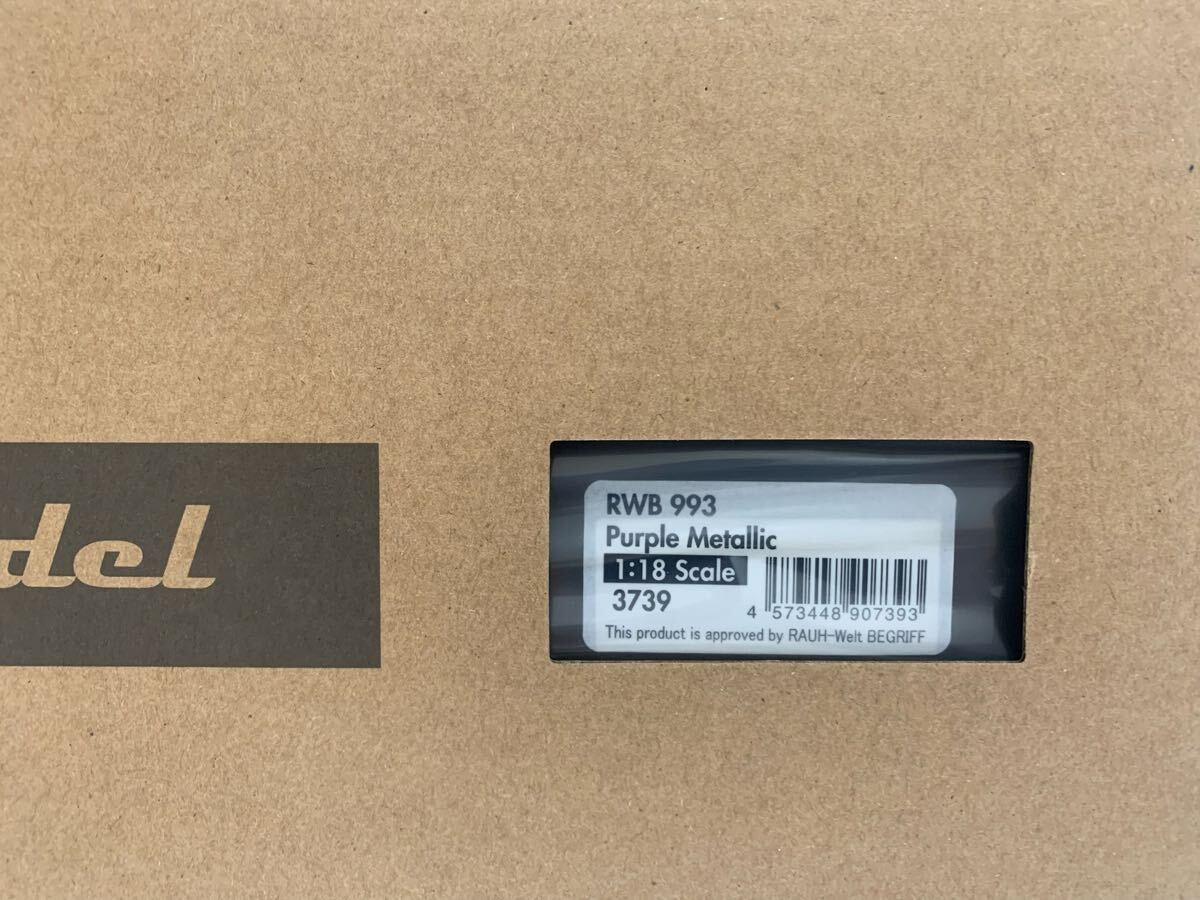 del
RWB 993
Purple Metallic
1:18 Scale
3739
4 573448 907393
This product is approved by RAUH-Welt BEGRIFF